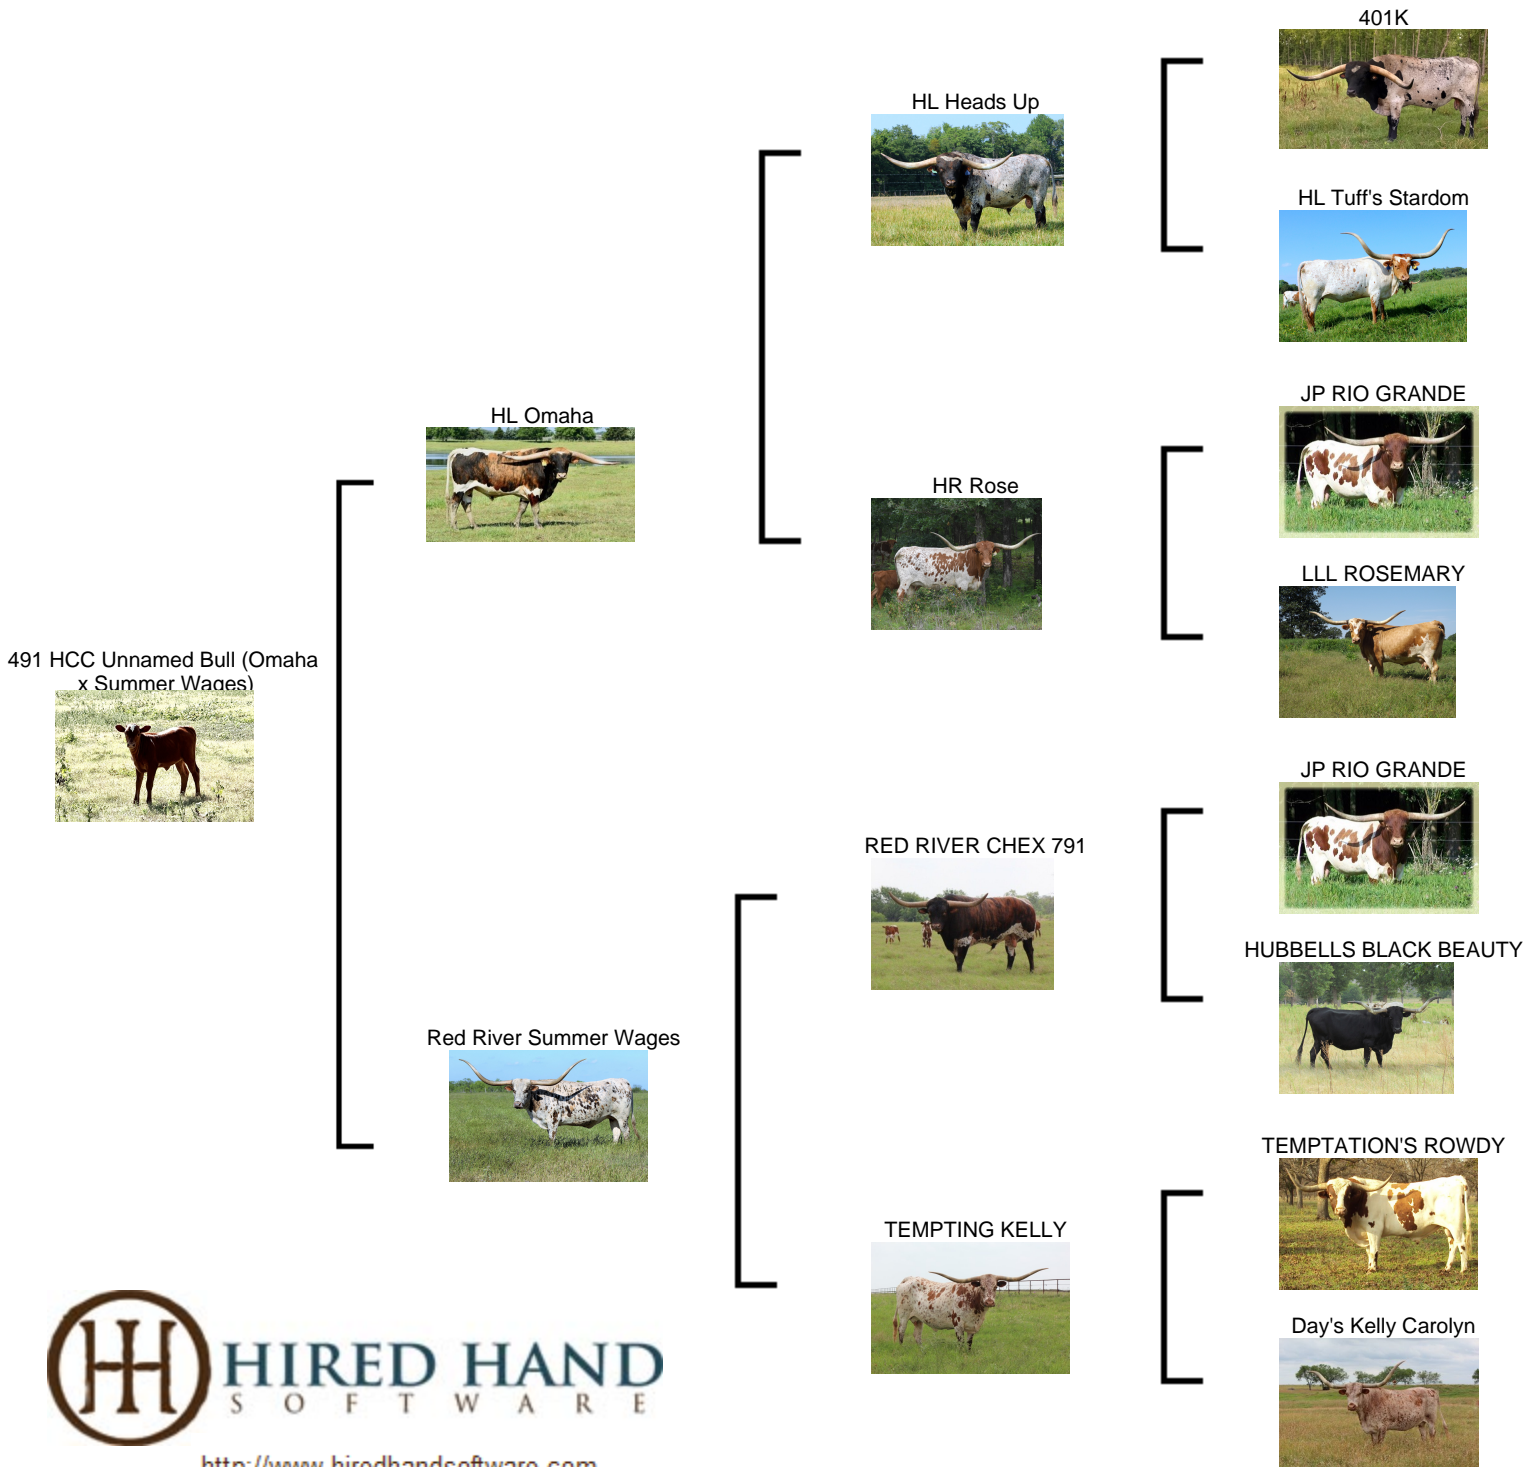 401K
HL Heads Up
HL Tuff's Stardom
JP RIO GRANDE
HL Omaha
HR Rose
LLL ROSEMARY
491 HCC Unnamed Bull (Omaha
x Summer Wages)
JP RIO GRANDE
RED RIVER CHEX 791
HUBBELLS BLACK BEAUTY
Red River Summer Wages
TEMPTATION'S ROWDY
TEMPTING KELLY
Day's Kelly Carolyn
HIRED HAND
SOFTWARE
http://www.hiredhandsoftware.com